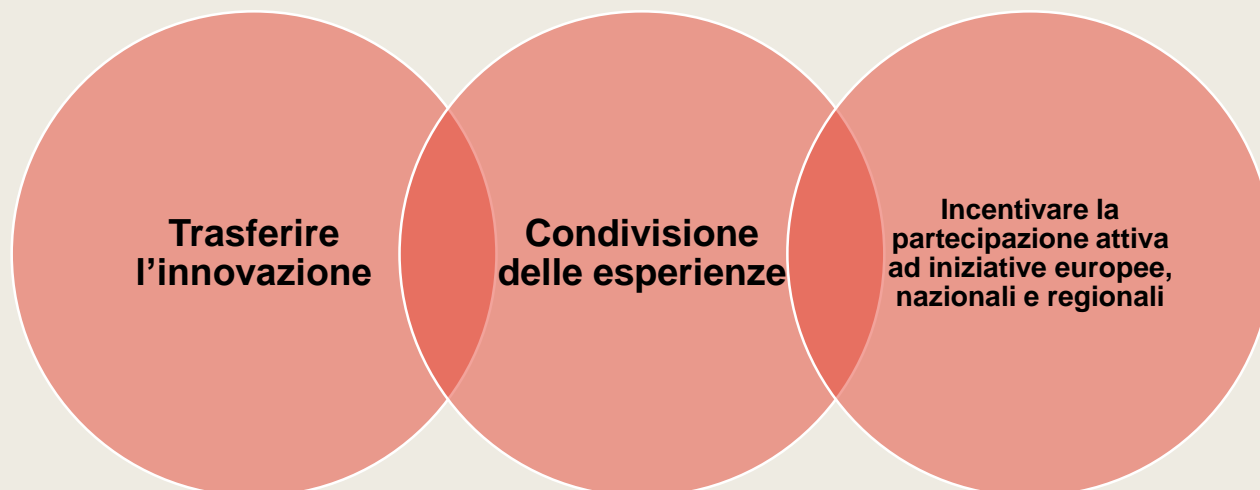 Trasferire
l’innovazione
Condivisione
delle esperienze
Incentivare la
partecipazione attiva
ad iniziative europee,
nazionali e regionali